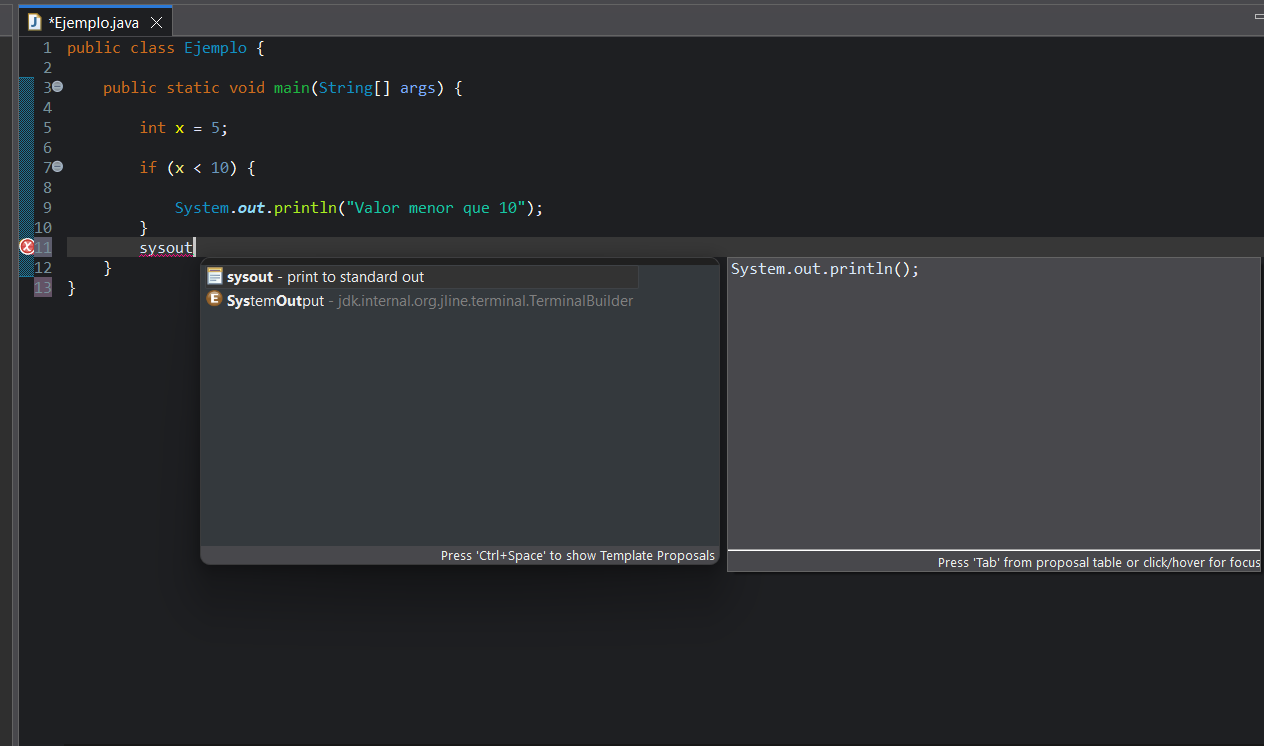 *Ejemplo.java
1 public class Ejemplo {
2
3 public static void main(String[] args) {
4
5 int x = 5;
6
7 if (x < 10) {
8
9 System.out.println("Valor menor que 10");
10 }
11 sysout
12 }
13 }
sysout - print to standard out
SystemOutput - jdk.internal.org.jline.terminal.TerminalBuilder
Press 'Ctrl+Space' to show Template Proposals
System.out.println();
Press 'Tab' from proposal table or click/hover for focus